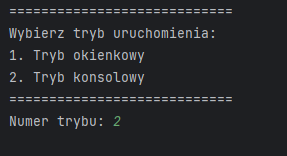 ===========================
Wybierz tryb uruchomienia:
1. Tryb okienkowy
2. Tryb konsolowy
===========================
Numer trybu: 2